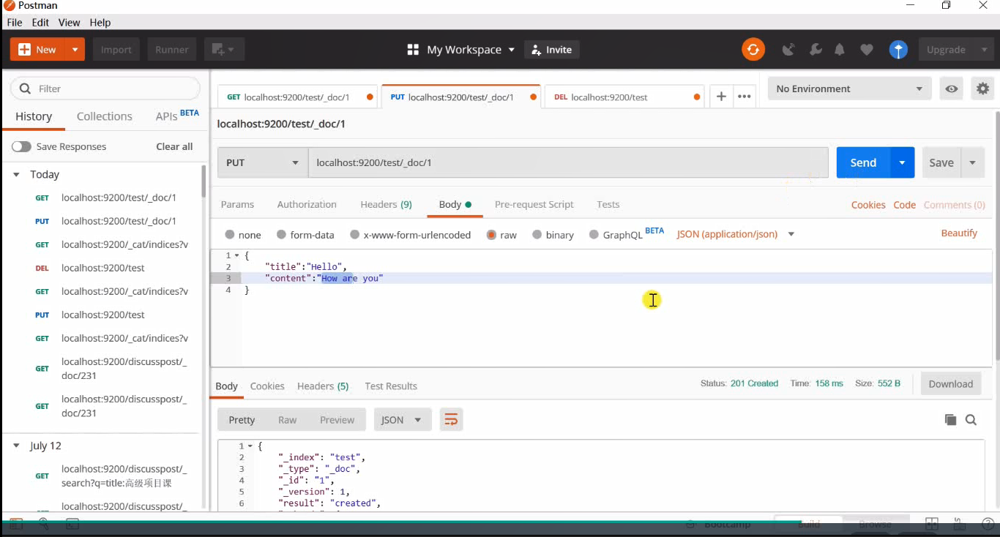 Postman
File Edit View Help
New Import Runner My Workspace Invite Upgrade
Filter
History Collections APIs BETA
Save Responses Clear all
Today
GET localhost:9200/test/_doc/1
PUT localhost:9200/test/_doc/1
GET localhost:9200/_cat/indices?v
DEL localhost:9200/test
GET localhost:9200/_cat/indices?v
PUT localhost:9200/test
GET localhost:9200/_cat/indices?v
GET localhost:9200/discusspost/_
doc/231
GET localhost:9200/discusspost/_
doc/231
July 12
GET localhost:9200/discusspost/_
search?q=title:高级项目课
localhost:9200/discusspost/_
GET localhost:9200/test/_doc/1 PUT localhost:9200/test/_doc/1 DEL localhost:9200/test + ••• No Environment
localhost:9200/test/_doc/1
PUT localhost:9200/test/_doc/1 Send Save
Params Authorization Headers (9) Body Pre-request Script Tests Cookies Code Comments (0)
none form-data x-www-form-urlencoded raw binary GraphQL BETA JSON (application/json) Beautify
1 {
2 "title":"Hello",
3 "content":"How are you"
4 }
Body Cookies Headers (5) Test Results Status: 201 Created Time: 158 ms Size: 552 B Download
Pretty Raw Preview JSON
1 {
2 "_index": "test",
3 "_type": "_doc",
4 "_id": "1",
5 "_version": 1,
6 "result": "created",
Bootcamp Build Browse